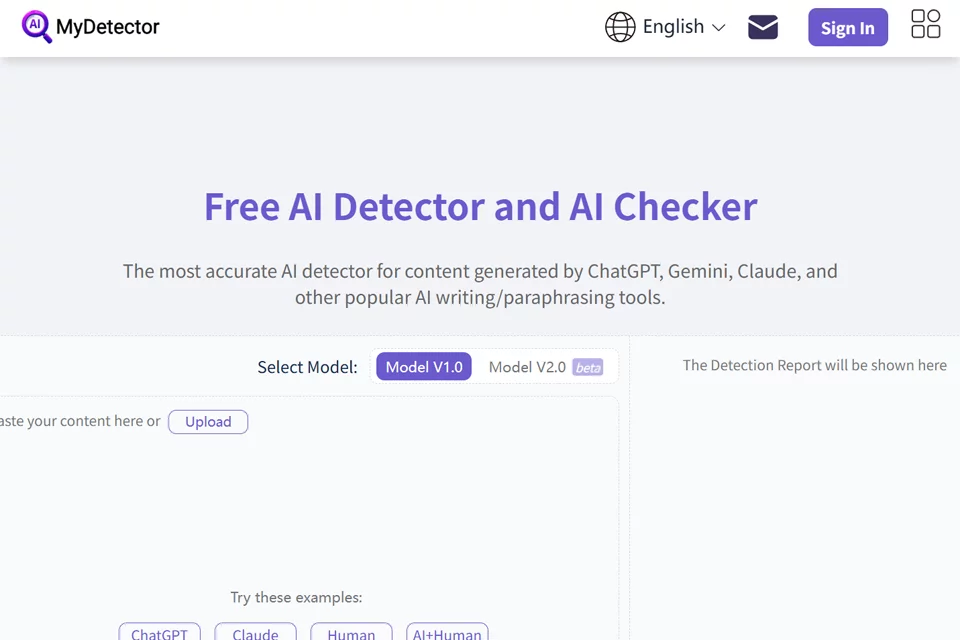 AI MyDetector
English
Sign In
Free AI Detector and AI Checker
The most accurate AI detector for content generated by ChatGPT, Gemini, Claude, and
other popular AI writing/paraphrasing tools.
Select Model: Model V1.0 Model V2.0 beta
The Detection Report will be shown here
aste your content here or Upload
Try these examples:
ChatGPT Claude Human AI+Human